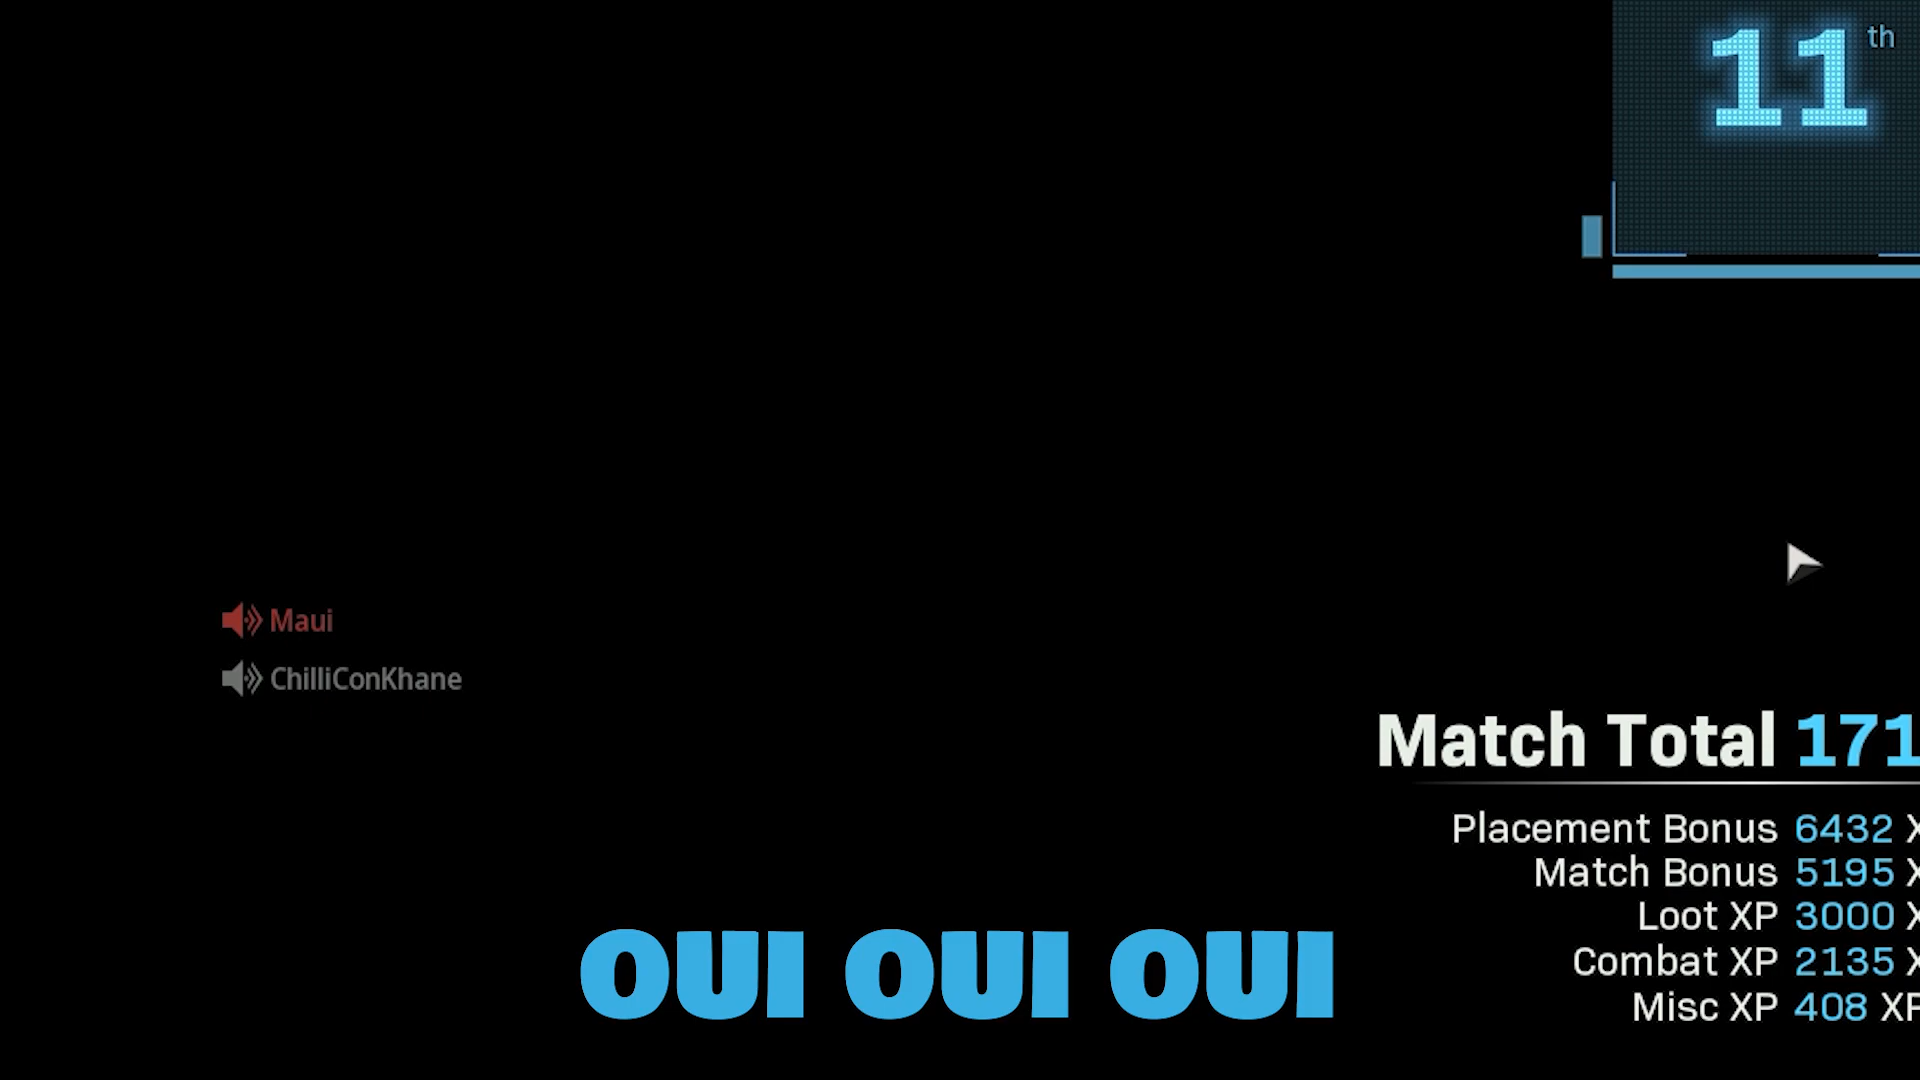 11th
Maui
ChilliConKhane
Match Total 171
Placement Bonus 6432 X
Match Bonus 5195 X
Loot XP 3000 X
Combat XP 2135 X
Misc XP 408 XP
OUI OUI OUI